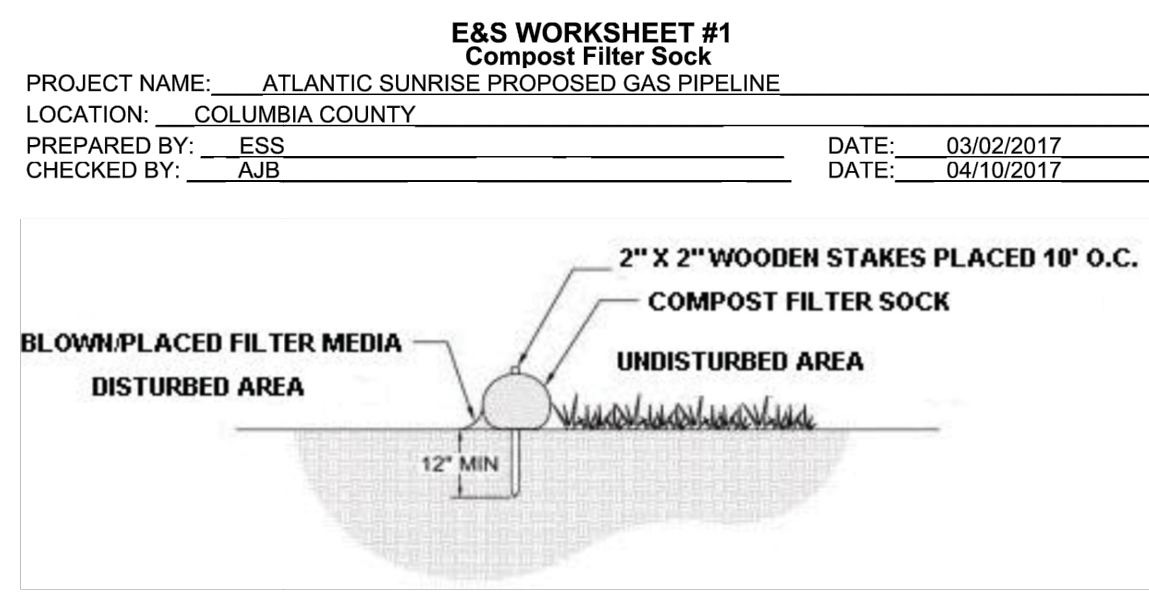 E&S WORKSHEET #1
Compost Filter Sock
PROJECT NAME: ATLANTIC SUNRISE PROPOSED GAS PIPELINE
LOCATION: COLUMBIA COUNTY
PREPARED BY: ESS DATE: 03/02/2017
CHECKED BY: AJB DATE: 04/10/2017
2" X 2" WOODEN STAKES PLACED 10' O.C.
COMPOST FILTER SOCK
BLOWN/PLACED FILTER MEDIA
UNDISTURBED AREA
DISTURBED AREA
12" MIN